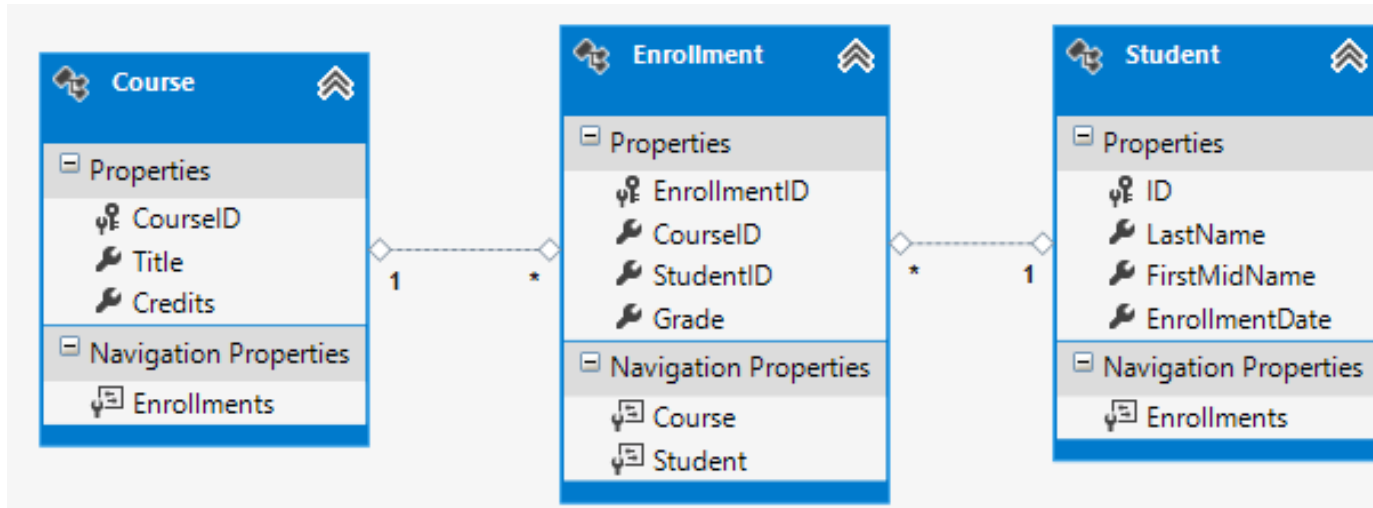 Course
Properties
CourseID
Title
Credits
Navigation Properties
Enrollments
1
*
Enrollment
Properties
EnrollmentID
CourseID
StudentID
Grade
Navigation Properties
Course
Student
*
1
Student
Properties
ID
LastName
FirstMidName
EnrollmentDate
Navigation Properties
Enrollments